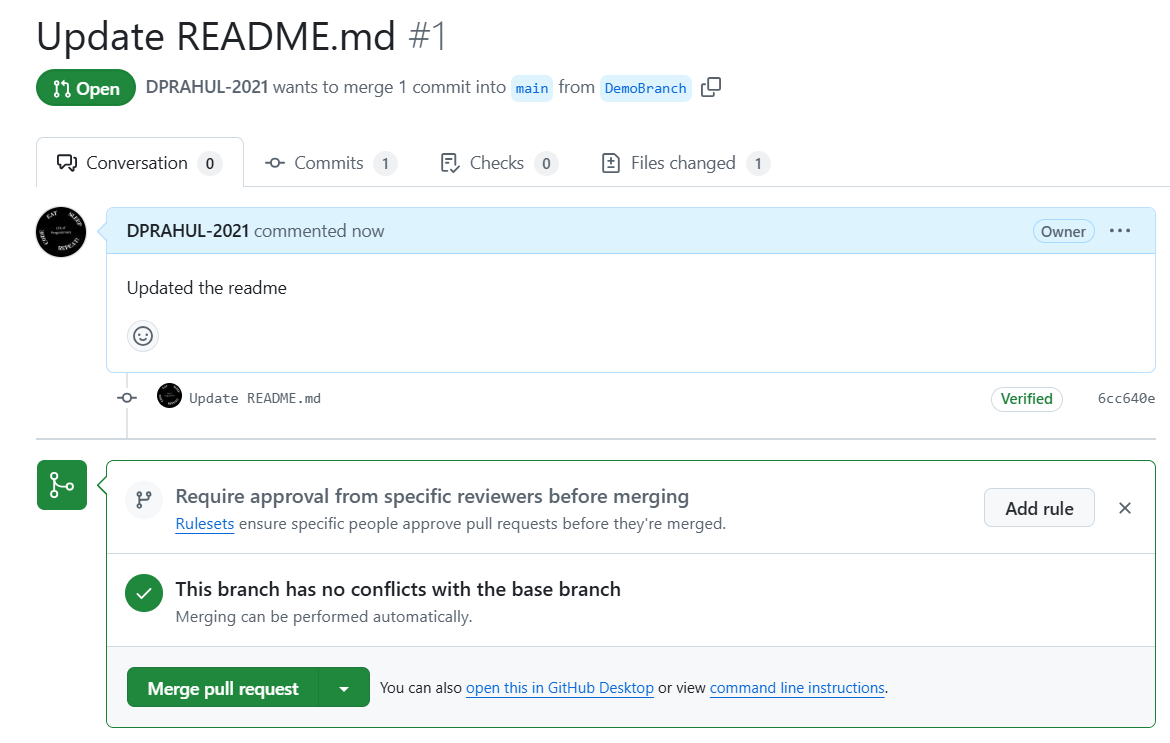 Update README.md #1
Open DPRAHUL-2021 wants to merge 1 commit into main from DemoBranch
Conversation 0 Commits 1 Checks 0 Files changed 1
DPRAHUL-2021 commented now Owner
Updated the readme
Update README.md Verified 6cc640e
Require approval from specific reviewers before merging
Rulesets ensure specific people approve pull requests before they're merged.
Add rule
This branch has no conflicts with the base branch
Merging can be performed automatically.
Merge pull request You can also open this in GitHub Desktop or view command line instructions.